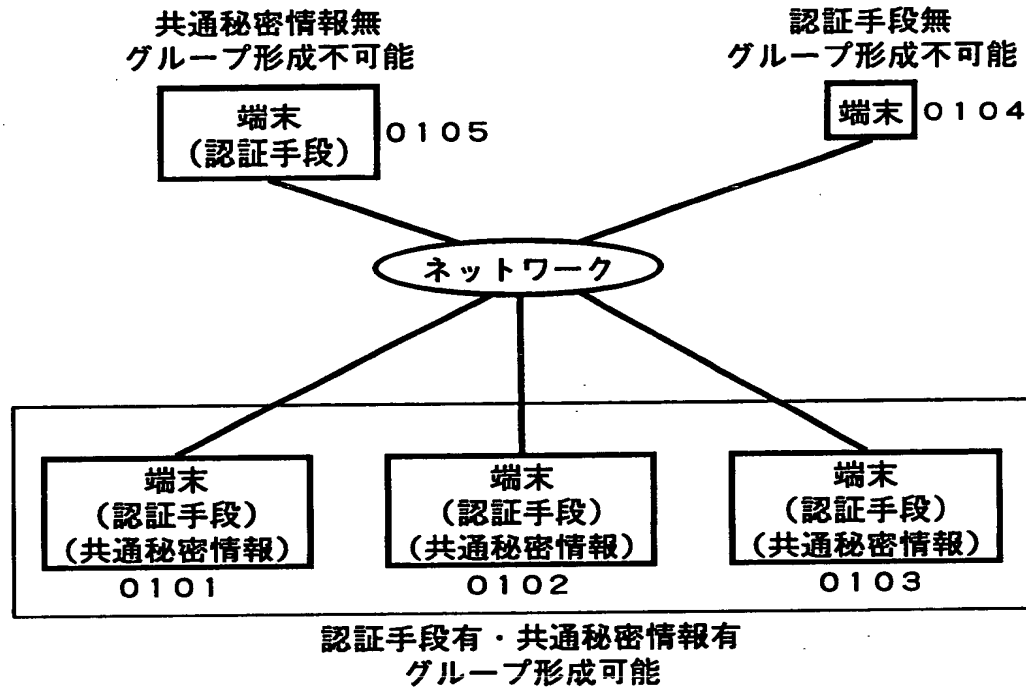 共通秘密情報無
グループ形成不可能
認証手段無
グループ形成不可能
端末
(認証手段)
0105
端末
0104
ネットワーク
端末
(認証手段)
(共通秘密情報)
0101
端末
(認証手段)
(共通秘密情報)
0102
端末
(認証手段)
(共通秘密情報)
0103
認証手段有・共通秘密情報有
グループ形成可能